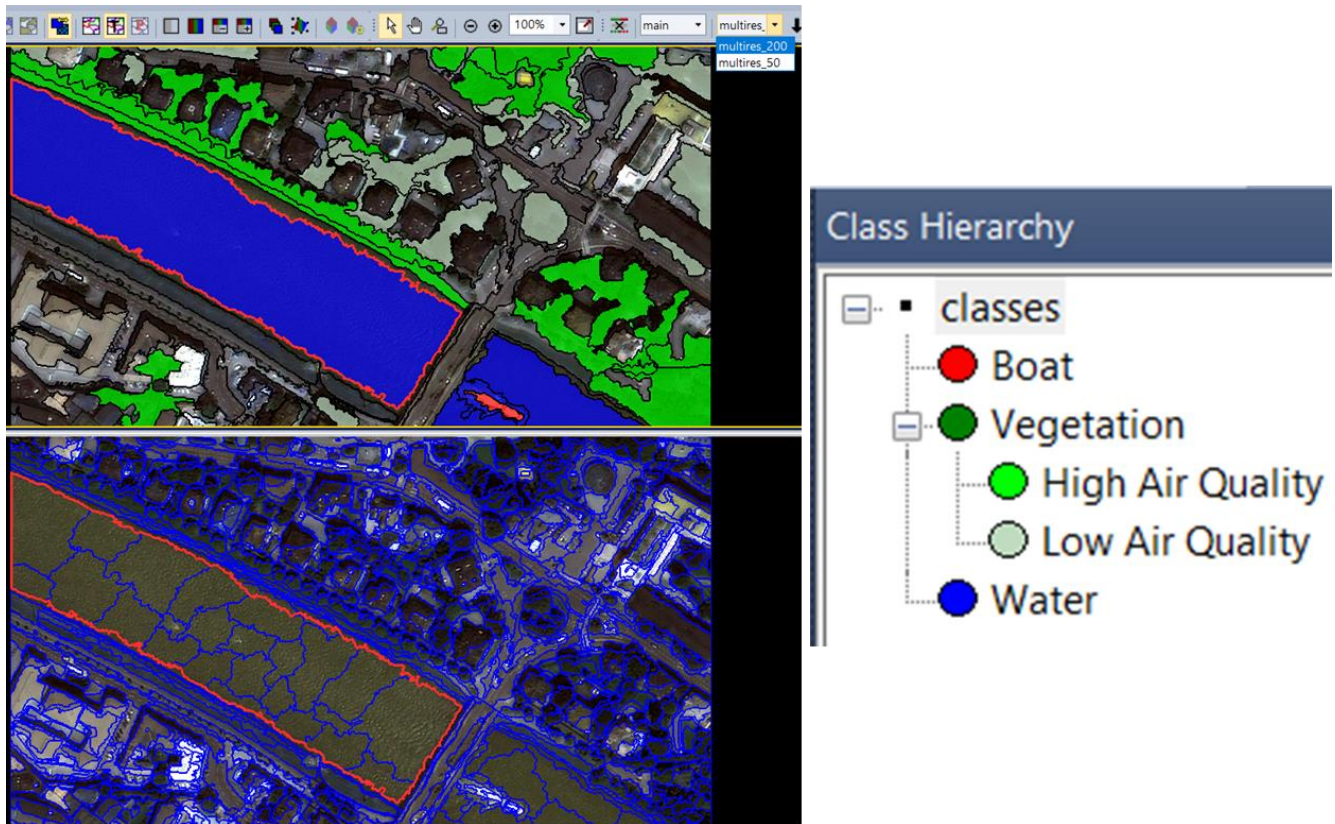 100%
main
multires_
multires_200
multires_50
Class Hierarchy
classes
Boat
Vegetation
High Air Quality
Low Air Quality
Water